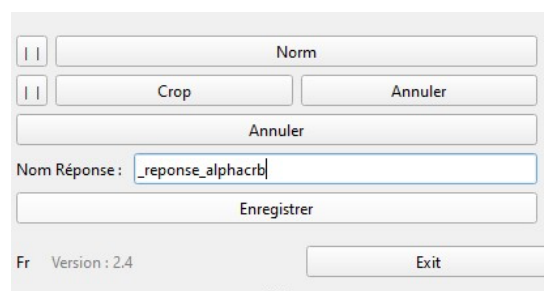 | | Norm
| | Crop Annuler
Annuler
Nom Réponse : _reponse_alphacrb
Enregistrer
Fr Version : 2.4 Exit